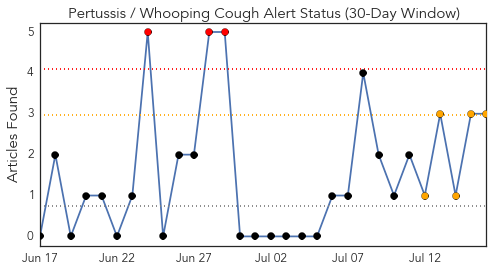 Pertussis / Whooping Cough Alert Status (30-Day Window)
Articles Found
5
4
3
2
1
0
Jun 17 Jun 22 Jun 27 Jul 02 Jul 07 Jul 12